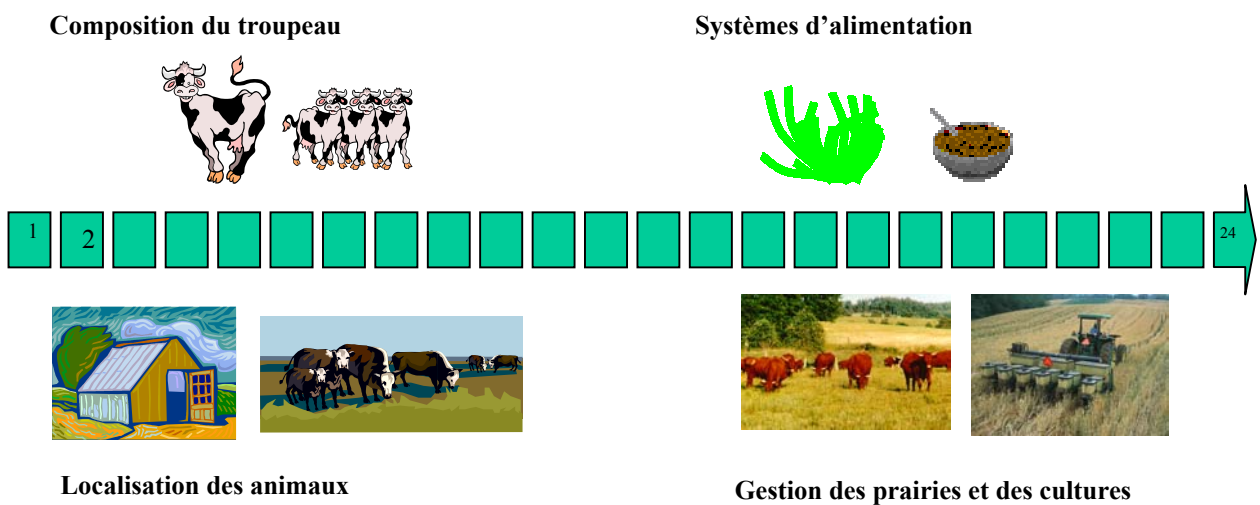 Composition du troupeau
Systèmes d’alimentation
1
2
24
Localisation des animaux
Gestion des prairies et des cultures